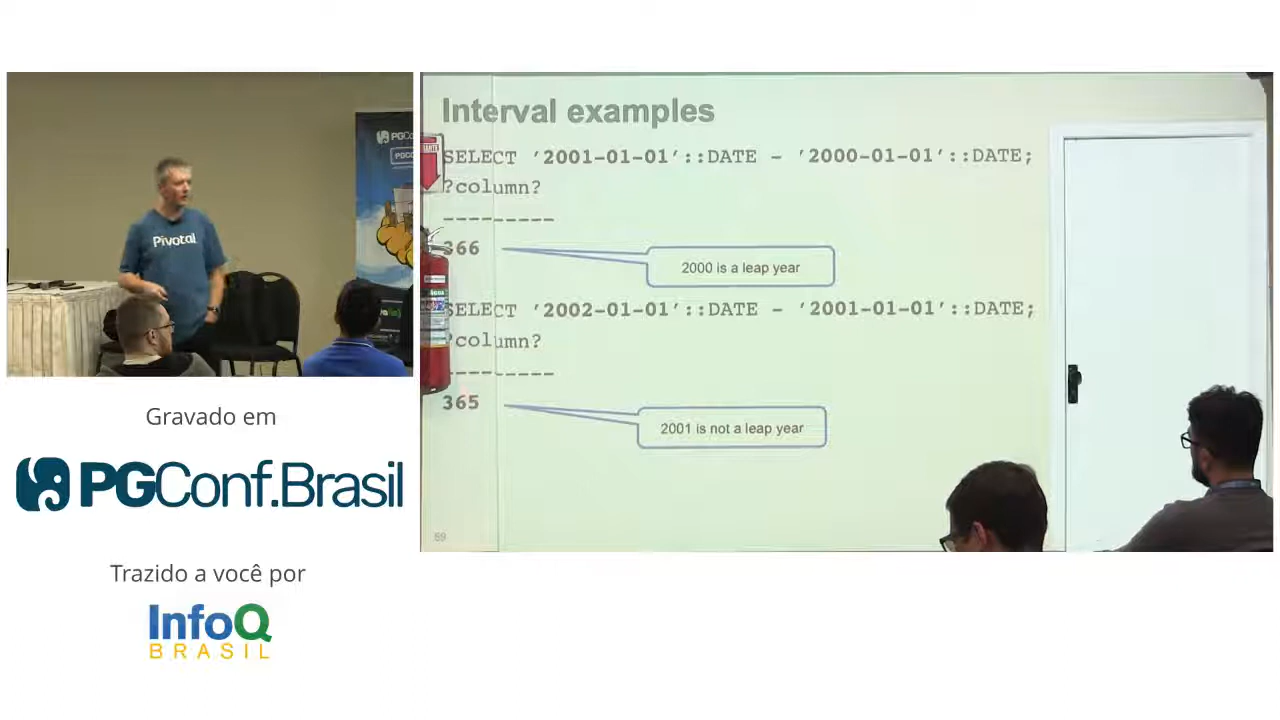 PGConf
Pivotal
Gravado em
PGConf.Brasil
Trazido a você por
InfoQ
BRASIL
Interval examples
SELECT '2001-01-01'::DATE - '2000-01-01'::DATE;
?column?
---------
366
2000 is a leap year
SELECT '2002-01-01'::DATE - '2001-01-01'::DATE;
?column?
---------
365
2001 is not a leap year